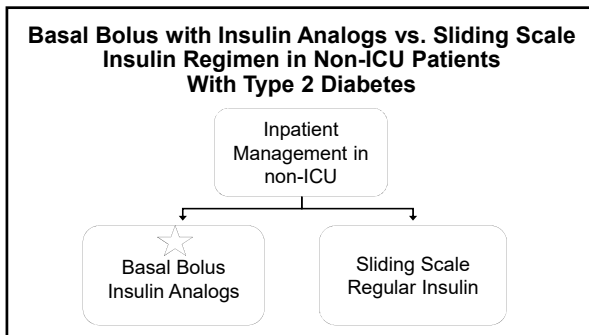 Basal Bolus with Insulin Analogs vs. Sliding Scale
Insulin Regimen in Non-ICU Patients
With Type 2 Diabetes
Inpatient
Management in
non-ICU
Basal Bolus
Insulin Analogs
Sliding Scale
Regular Insulin